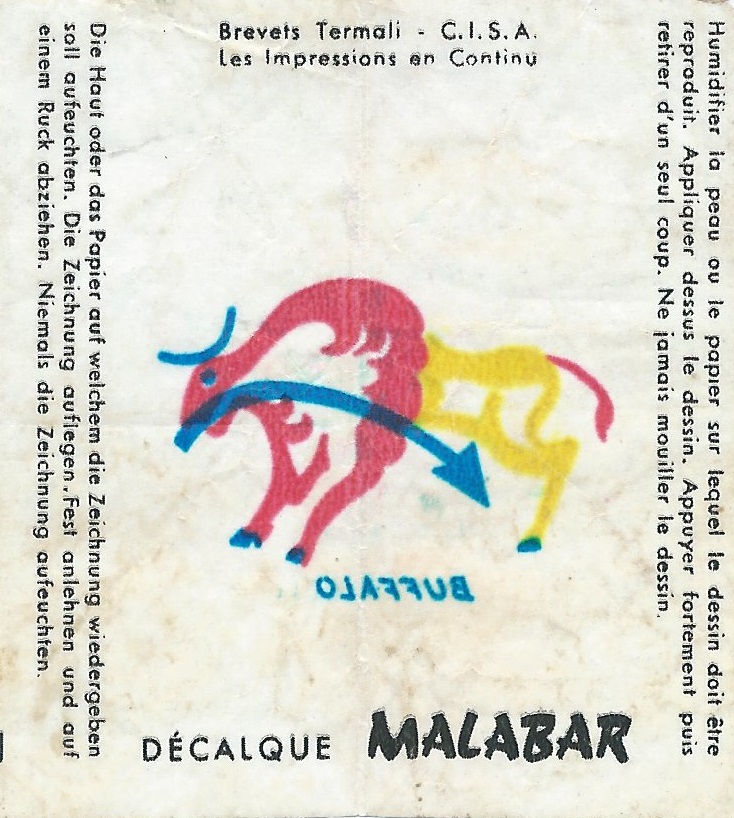 Brevets Termali - C.I.S.A.
Les Impressions en Continu
Humidifier la peau ou le papier sur lequel le dessin doit être
reproduit. Appliquer dessus le dessin. Appuyer fortement puis
retirer d'un seul coup. Ne jamais mouiller le dessin.
Die Haut oder das Papier auf welchem die Zeichnung wiedergeben
soll aufeuchten. Die Zeichnung auflegen. Fest anlehnen und auf
einem Ruck abziehen. Niemals die Zeichnung aufeuchten.
BUFFALO
DÉCALQUE MALABAR